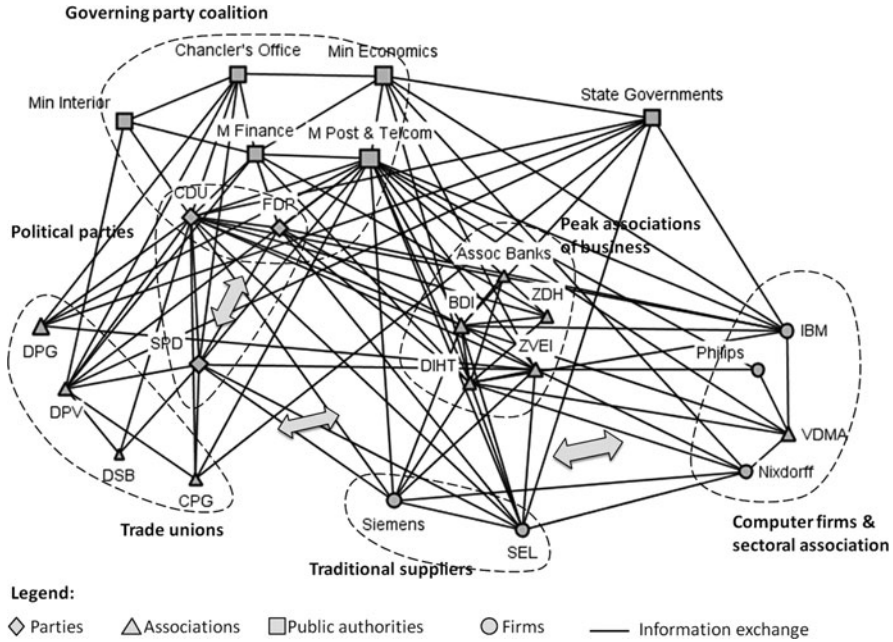 Governing party coalition
Chancler's Office
Min Economics
Min Interior
State Governments
M Finance
M Post & Telcom
CDU
FDP
Political parties
Peak associations
of business
Assoc Banks
BDI
ZDH
DPG
SPD
DIHT
ZVEI
Philips
IBM
DPV
VDMA
DSB
CPG
Nixdorff
Siemens
SEL
Trade unions
Traditional suppliers
Computer firms &
sectoral association
Legend:
Parties
Associations
Public authorities
Firms
Information exchange